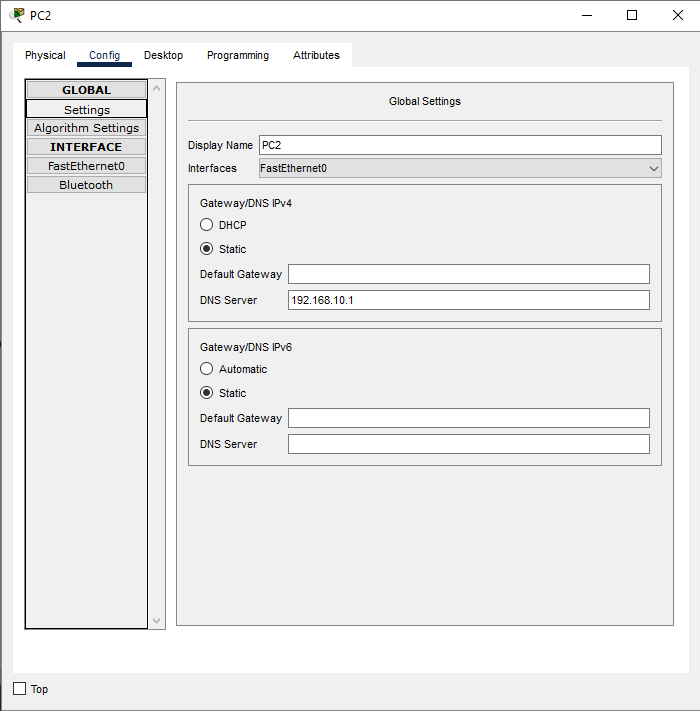 PC2
Physical Config Desktop Programming Attributes
GLOBAL
Settings
Algorithm Settings
INTERFACE
FastEthernet0
Bluetooth
Global Settings
Display Name PC2
Interfaces FastEthernet0
Gateway/DNS IPv4
DHCP
Static
Default Gateway
DNS Server 192.168.10.1
Gateway/DNS IPv6
Automatic
Static
Default Gateway
DNS Server
Top